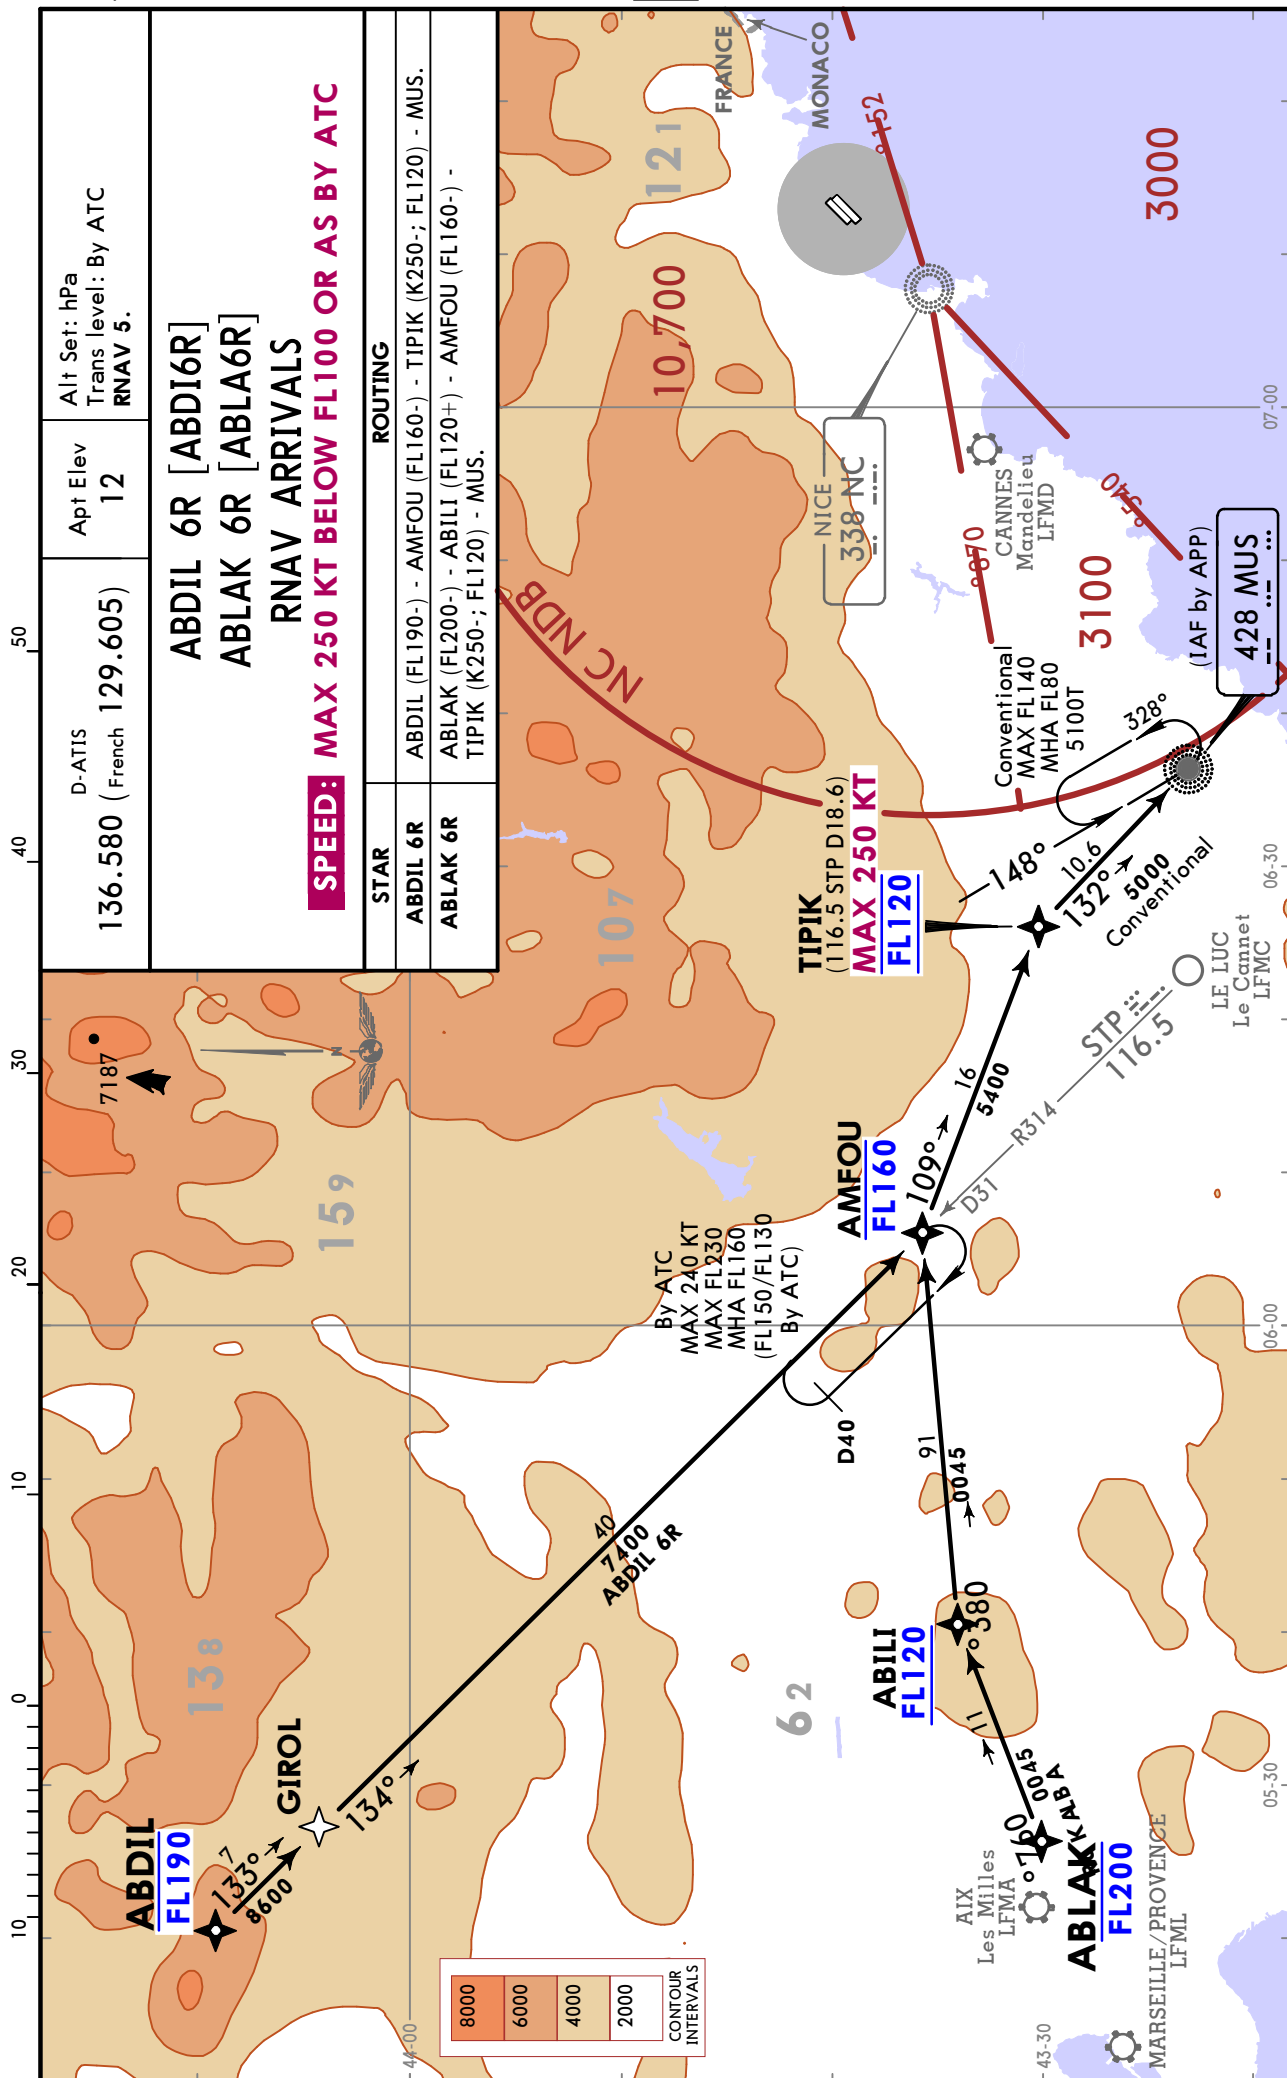 D-ATIS
136.580 (French 129.605)
Apt Elev
12
Alt Set: hPa
Trans level: By ATC
RNAV 5.
ABDIL 6R [ABDI6R]
ABLAK 6R [ABLA6R]
RNAV ARRIVALS
SPEED: MAX 250 KT BELOW FL100 OR AS BY ATC
STAR
ROUTING
ABDIL 6R
ABDIL (FL190-) - AMFOU (FL160-) - TIPIK (K250-; FL120) - MUS.
ABLAK 6R
ABLAK (FL200-) - ABILI (FL120+) - AMFOU (FL160-) -
TIPIK (K250-; FL120) - MUS.
10
0
10
20
30
40
50
7187
N
159
138
107
121
62
10,700
3100
3000
NC NDB
ABDIL
FL190
133°
7
8600
GIROL
134°
40
7400
ABDIL 6R
By ATC
MAX 240 KT
MAX FL230
MHA FL160
(FL150/FL130
By ATC)
D40
AMFOU
FL160
109°
16
5400
D31
R314
STP
116.5
TIPIK
(116.5 STP D18.6)
MAX 250 KT
FL120
148°
132°
10.6
5000
Conventional
Conventional
MAX FL140
MHA FL80
5100T
328°
(IAF by APP)
428 MUS
NICE
338 NC
CANNES
Mandelieu
LFMD
FRANCE
MONACO
152°
070°
340°
LE LUC
Le Cannet
LFMC
ABILI
FL120
083°
16
5400
11
5400
067°
ABLAK
FL200
AIX
Les Milles
LFMA
MARSEILLE/PROVENCE
LFML
8000
6000
4000
2000
CONTOUR
INTERVALS
44-00
43-30
05-30
06-00
06-30
07-00